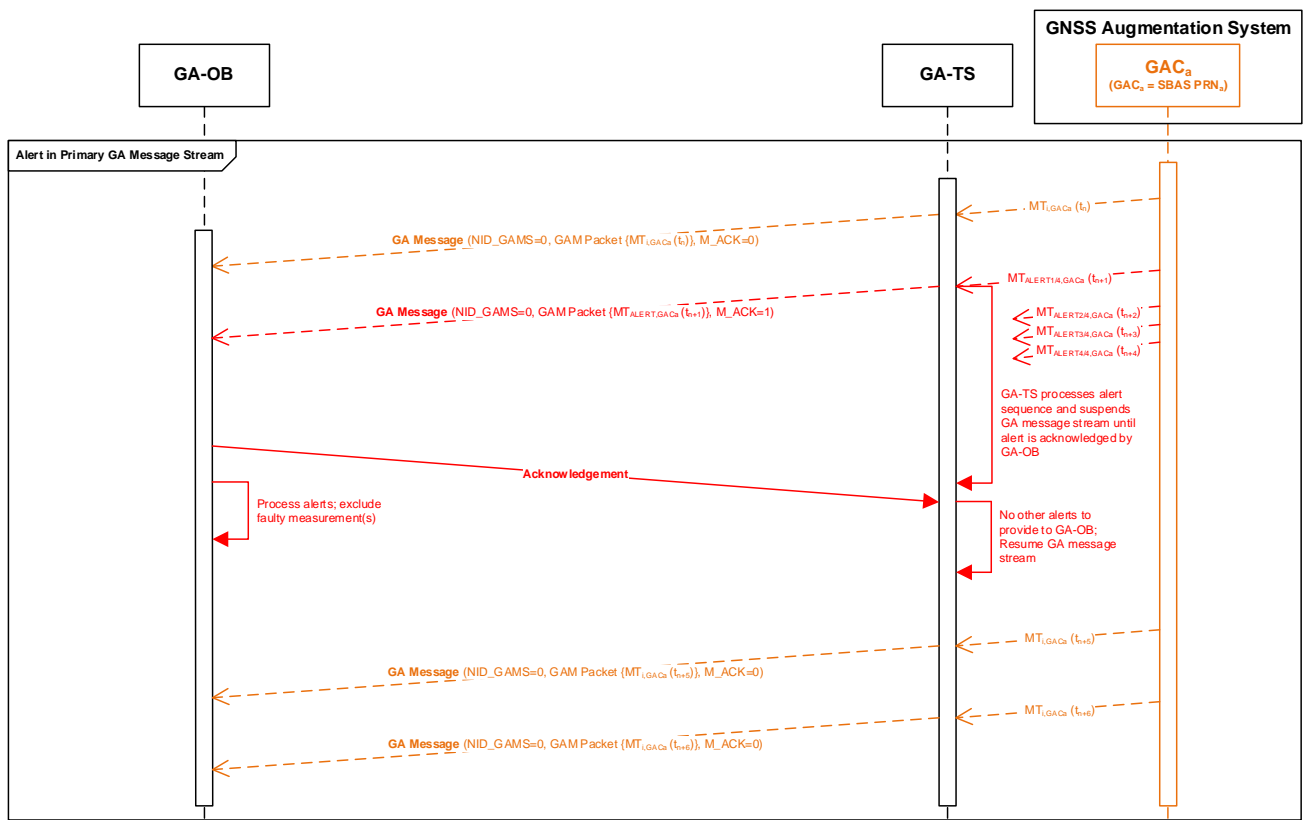 GNSS Augmentation System
GA-OB
GA-TS
GACa
(GACa = SBAS PRNa)
Alert in Primary GA Message Stream
MTi,GACa (tn)
GA Message (NID_GAMS=0, GAM Packet {MTi,GACa (tn)}, M_ACK=0)
MTALERT1/4,GACa (tn+1)
GA Message (NID_GAMS=0, GAM Packet {MTALERT,GACa (tn+1)}, M_ACK=1)
MTALERT2/4,GACa (tn+2)
MTALERT3/4,GACa (tn+3)
MTALERT4/4,GACa (tn+4)
GA-TS processes alert
sequence and suspends
GA message stream until
alert is acknowledged by
GA-OB
Acknowledgement
Process alerts; exclude
faulty measurement(s)
No other alerts to
provide to GA-OB;
Resume GA message
stream
MTi,GACa (tn+5)
GA Message (NID_GAMS=0, GAM Packet {MTi,GACa (tn+5)}, M_ACK=0)
MTi,GACa (tn+6)
GA Message (NID_GAMS=0, GAM Packet {MTi,GACa (tn+6)}, M_ACK=0)